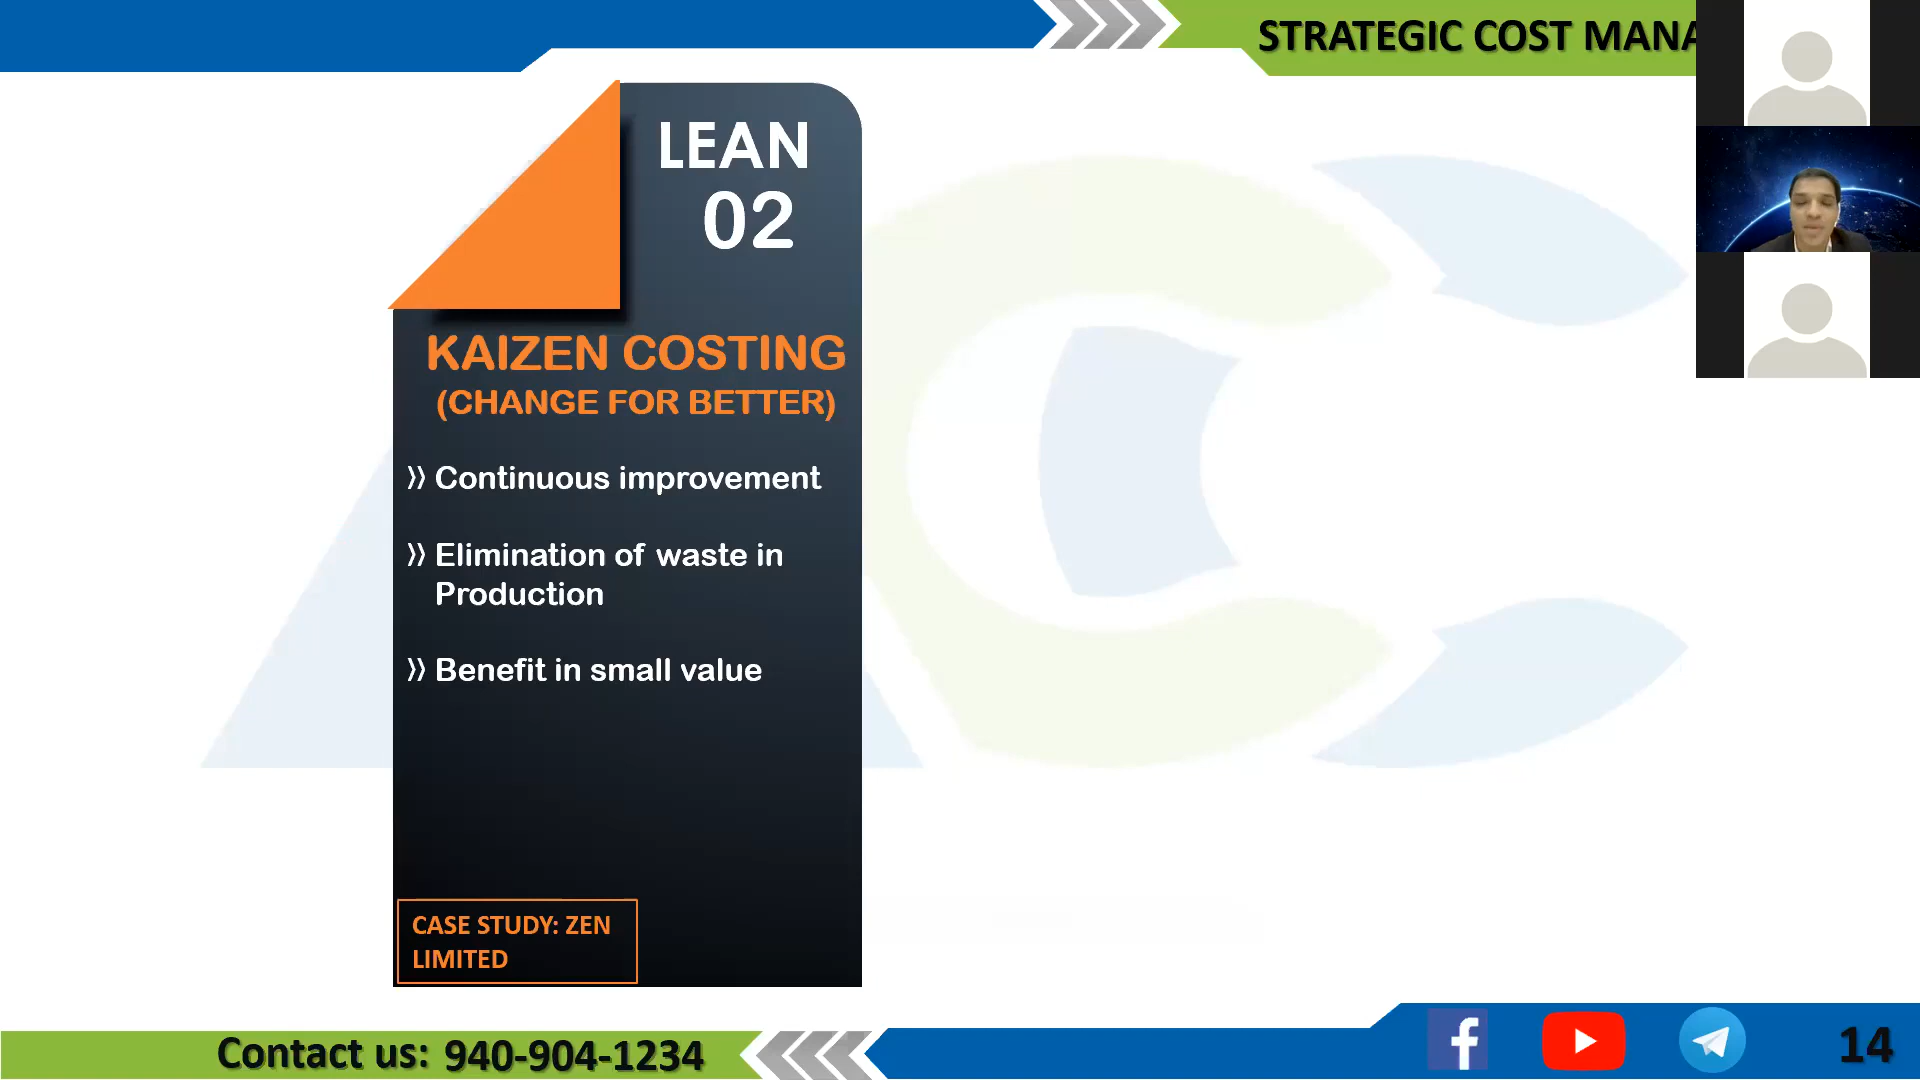 STRATEGIC COST MANA
LEAN
02
KAIZEN COSTING
(CHANGE FOR BETTER)
» Continuous improvement
» Elimination of waste in
Production
» Benefit in small value
CASE STUDY: ZEN
LIMITED
Contact us: 940-904-1234
14